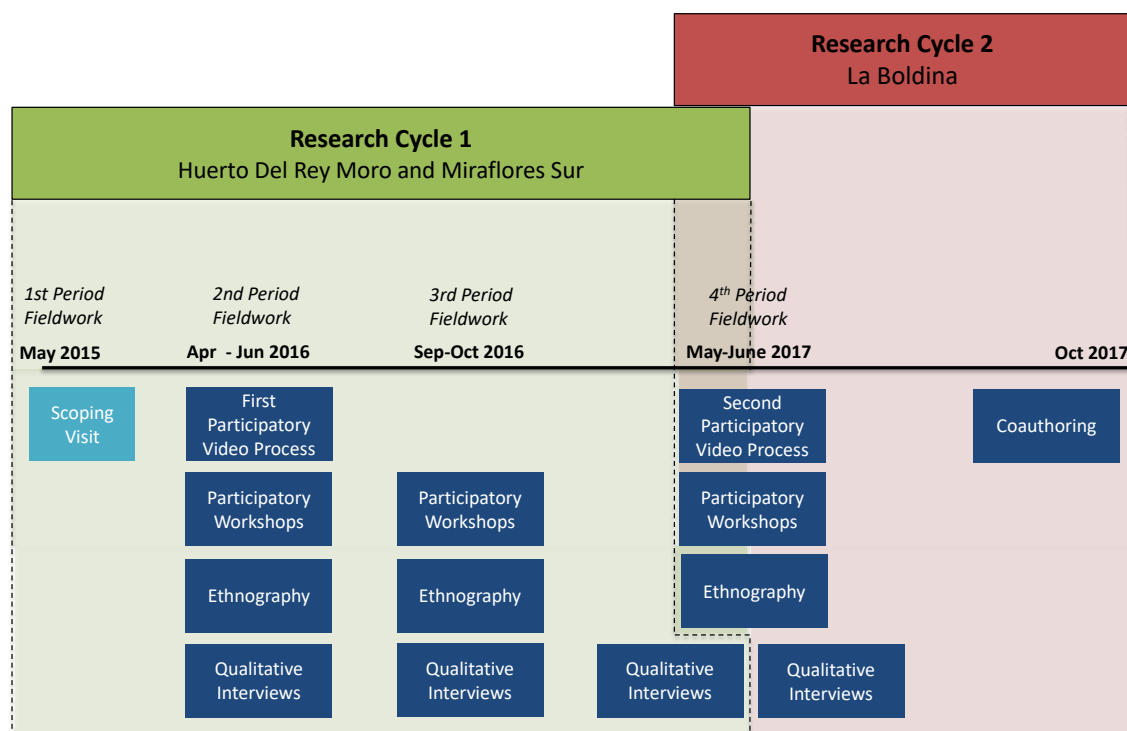 Research Cycle 2
La Boldina
Research Cycle 1
Huerto Del Rey Moro and Miraflores Sur
1st Period
Fieldwork
2nd Period
Fieldwork
3rd Period
Fieldwork
4th Period
Fieldwork
May 2015
Apr - Jun 2016
Sep-Oct 2016
May-June 2017
Oct 2017
Scoping
Visit
First
Participatory
Video Process
Second
Participatory
Video Process
Coauthoring
Participatory
Workshops
Participatory
Workshops
Participatory
Workshops
Ethnography
Ethnography
Ethnography
Qualitative
Interviews
Qualitative
Interviews
Qualitative
Interviews
Qualitative
Interviews